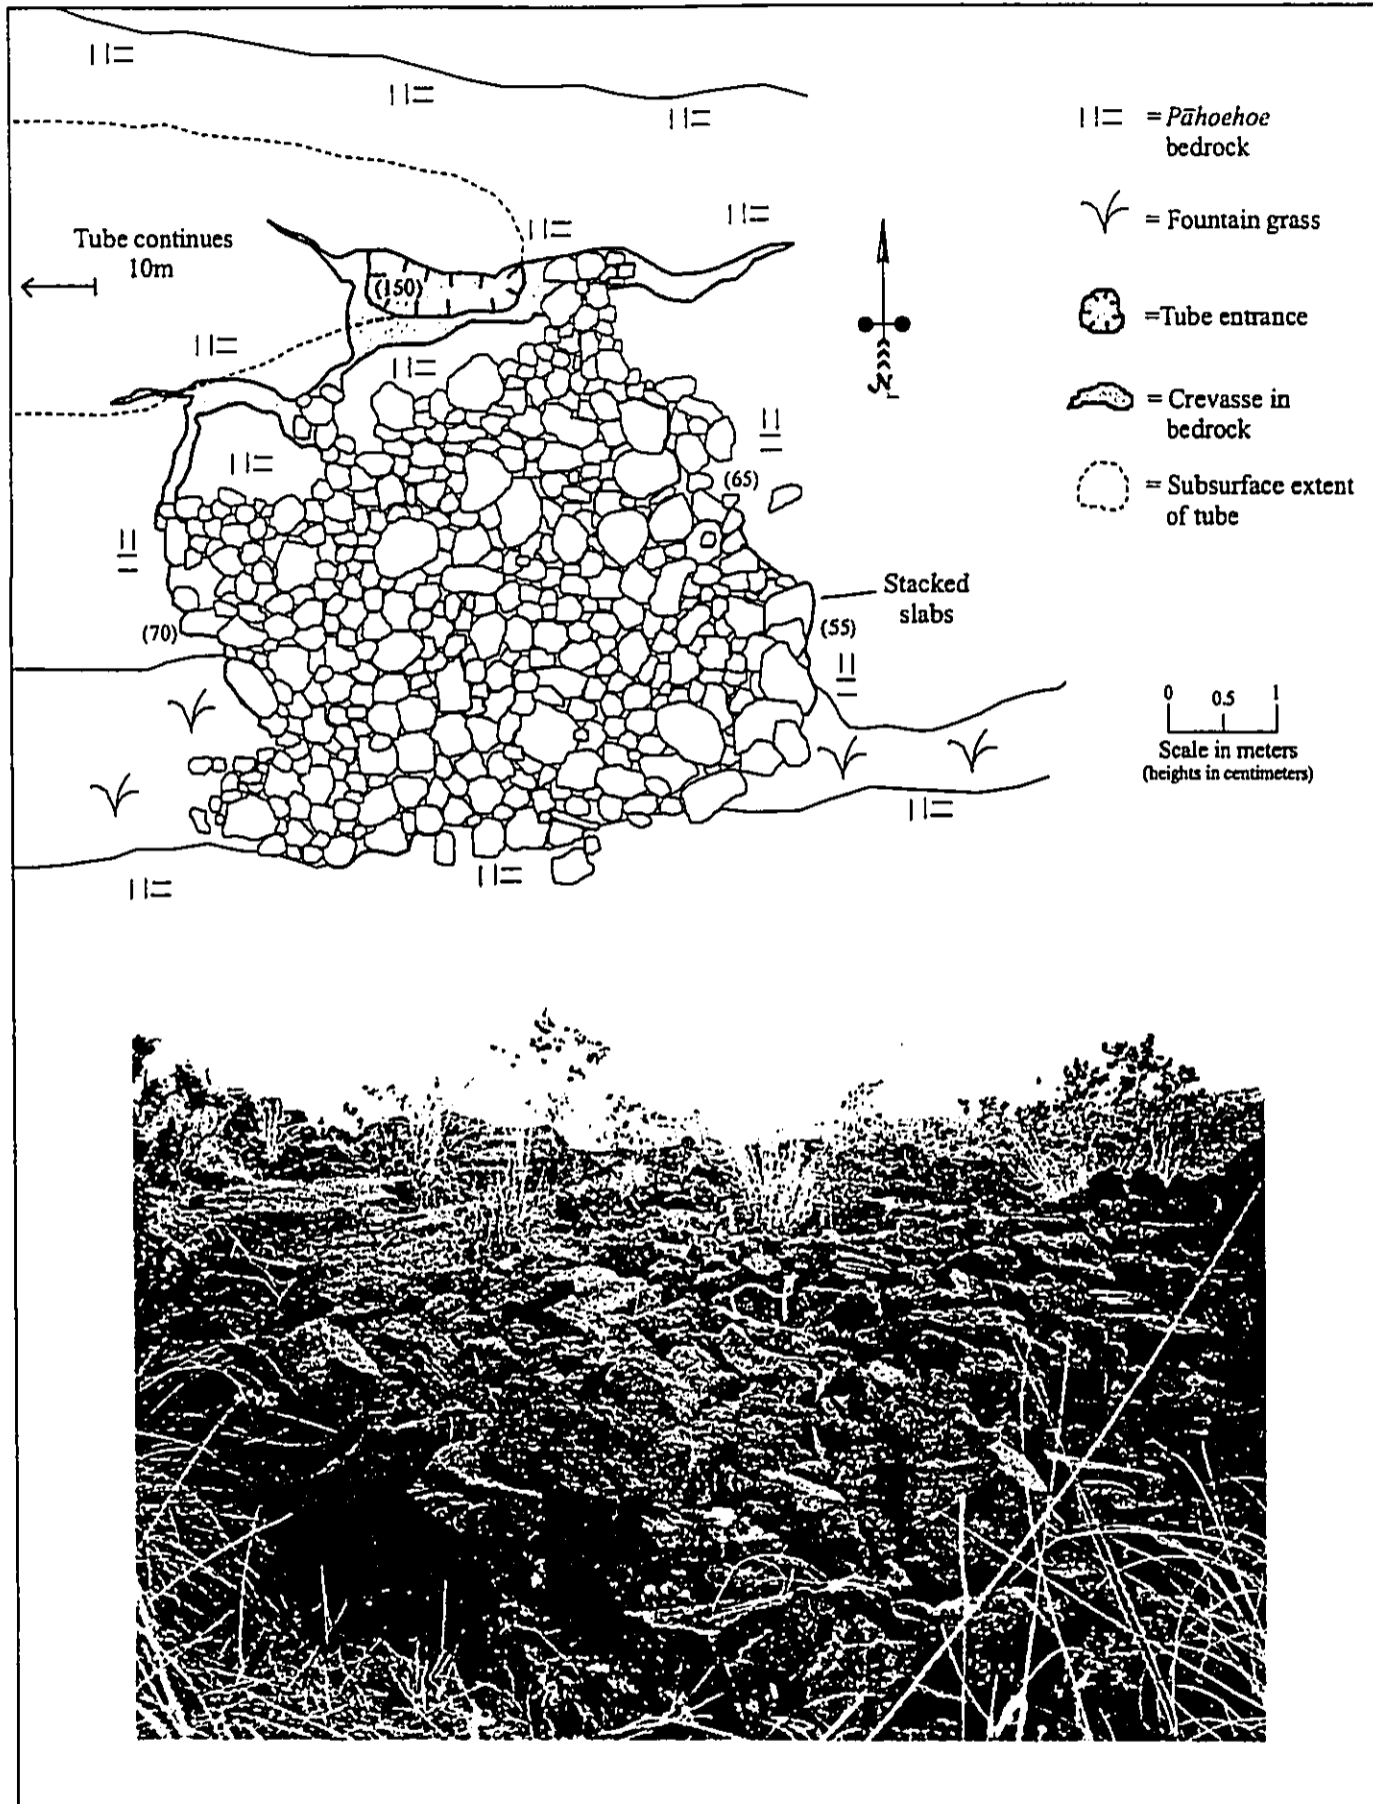 = Pāhoehoe
bedrock
= Fountain grass
Tube continues
10m
(150)
=Tube entrance
N
= Crevasse in
bedrock
(65)
= Subsurface extent
of tube
Stacked
slabs
(70)
(55)
0 0.5 1
Scale in meters
(heights in centimeters)